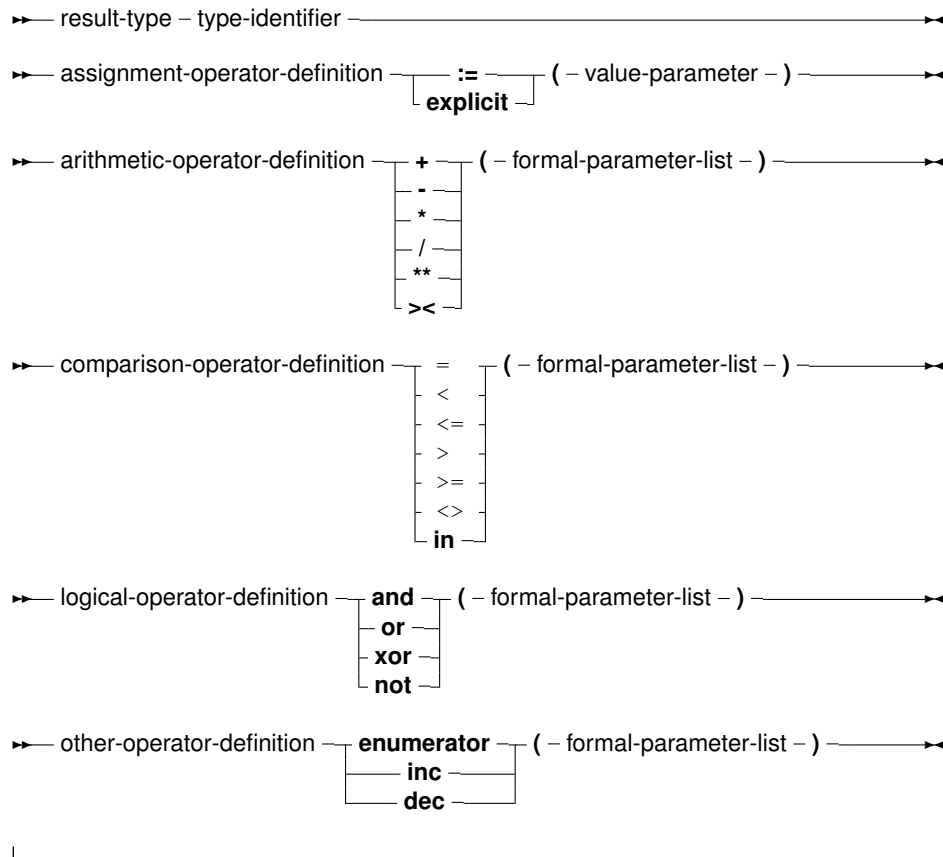 result-type type-identifier
assignment-operator-definition := ( value-parameter )
explicit
arithmetic-operator-definition + ( formal-parameter-list )
-
*
/
**
><
comparison-operator-definition = ( formal-parameter-list )
<
<=
>
>=
<>
in
logical-operator-definition and ( formal-parameter-list )
or
xor
not
other-operator-definition enumerator ( formal-parameter-list )
inc
dec